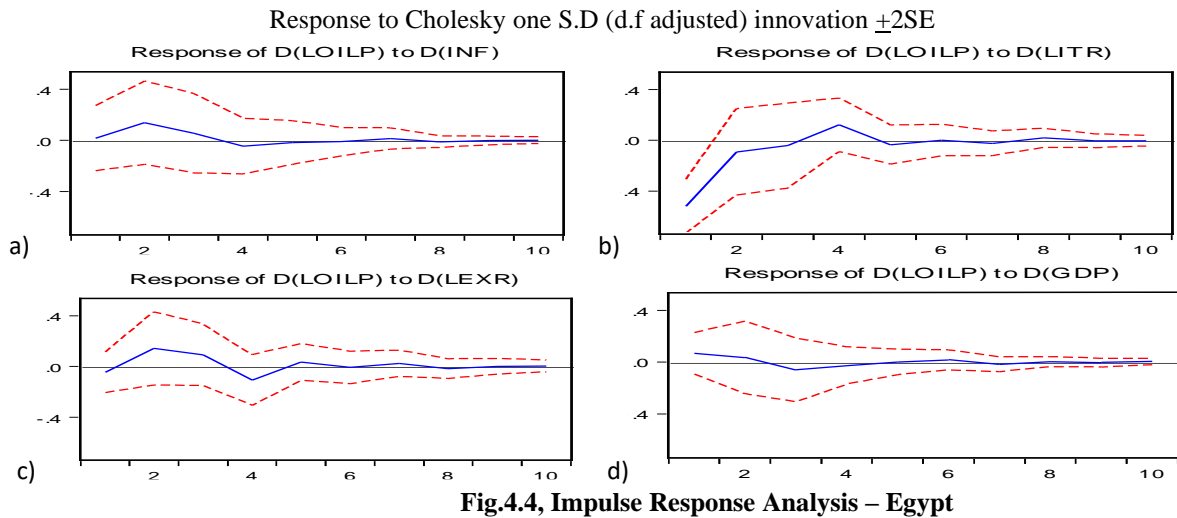 Response to Cholesky one S.D (d.f adjusted) innovation +2SE
Response of D(LOILP) to D(INF)
.4
.0
-.4
2 4 6 8 10
a)
Response of D(LOILP) to D(LITR)
.4
.0
.4
2 4 6 8 10
b)
Response of D(LOILP) to D(LEXR)
.4
.0
-.4
2 4 6 8 10
c)
Response of D(LOILP) to D(GDP)
.4
.0
.4
2 4 6 8 10
d)
Fig.4.4, Impulse Response Analysis – Egypt